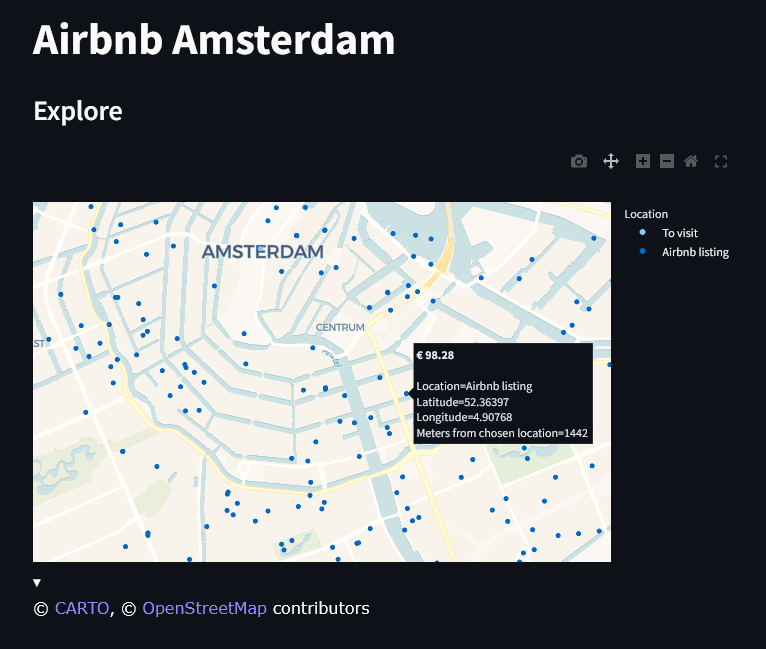 Airbnb Amsterdam
Explore
Location
To visit
Airbnb listing
AMSTERDAM
CENTRUM
ST
€ 98.28
Location=Airbnb listing
Latitude=52.36397
Longitude=4.90768
Meters from chosen location=1442
© CARTO, © OpenStreetMap contributors